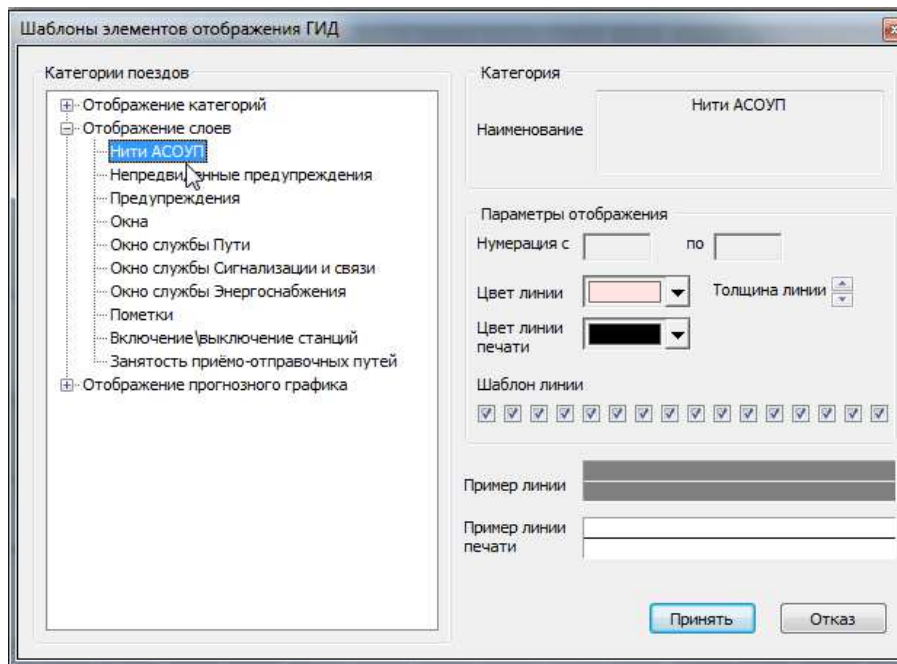 Шаблоны элементов отображения ГИД
Категории поездов
Отображение категорий
Отображение слоев
Нити АСОУП
Непредвиденные предупреждения
Предупреждения
Окна
Окно службы Пути
Окно службы Сигнализации и связи
Окно службы Энергоснабжения
Пометки
Включение\выключение станций
Занятость приёмо-отправочных путей
Отображение прогнозного графика
Категория
Наименование
Нити АСОУП
Параметры отображения
Нумерация с
по
Цвет линии
Толщина линии
Цвет линии
печати
Шаблон линии
Пример линии
Пример линии
печати
Принять
Отказ